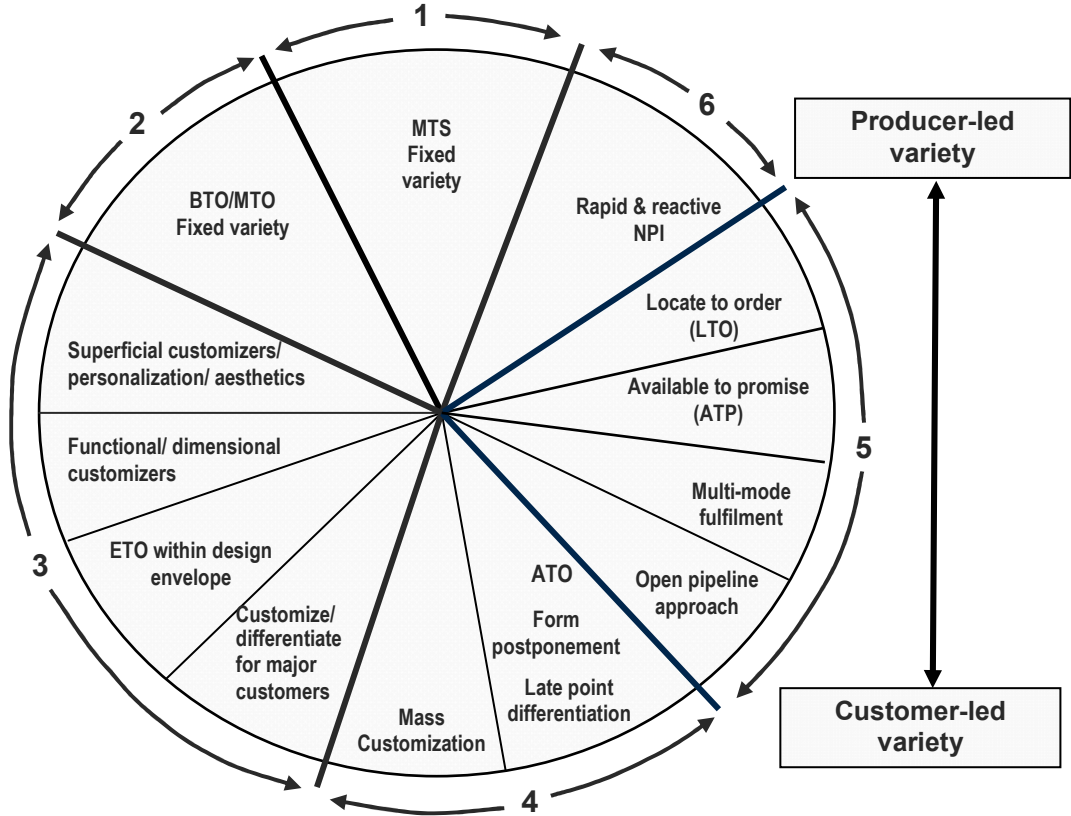 1
2
6
MTS
Fixed
variety
BTO/MTO
Fixed variety
Rapid & reactive
NPI
Producer-led
variety
Locate to order
(LTO)
Superficial customizers/
personalization/ aesthetics
Available to promise
(ATP)
5
Functional/ dimensional
customizers
Multi-mode
fulfilment
3
ETO within design
envelope
ATO
Open pipeline
approach
Customize/
differentiate
for major
customers
Form
postponement
Late point
differentiation
Mass
Customization
Customer-led
variety
4